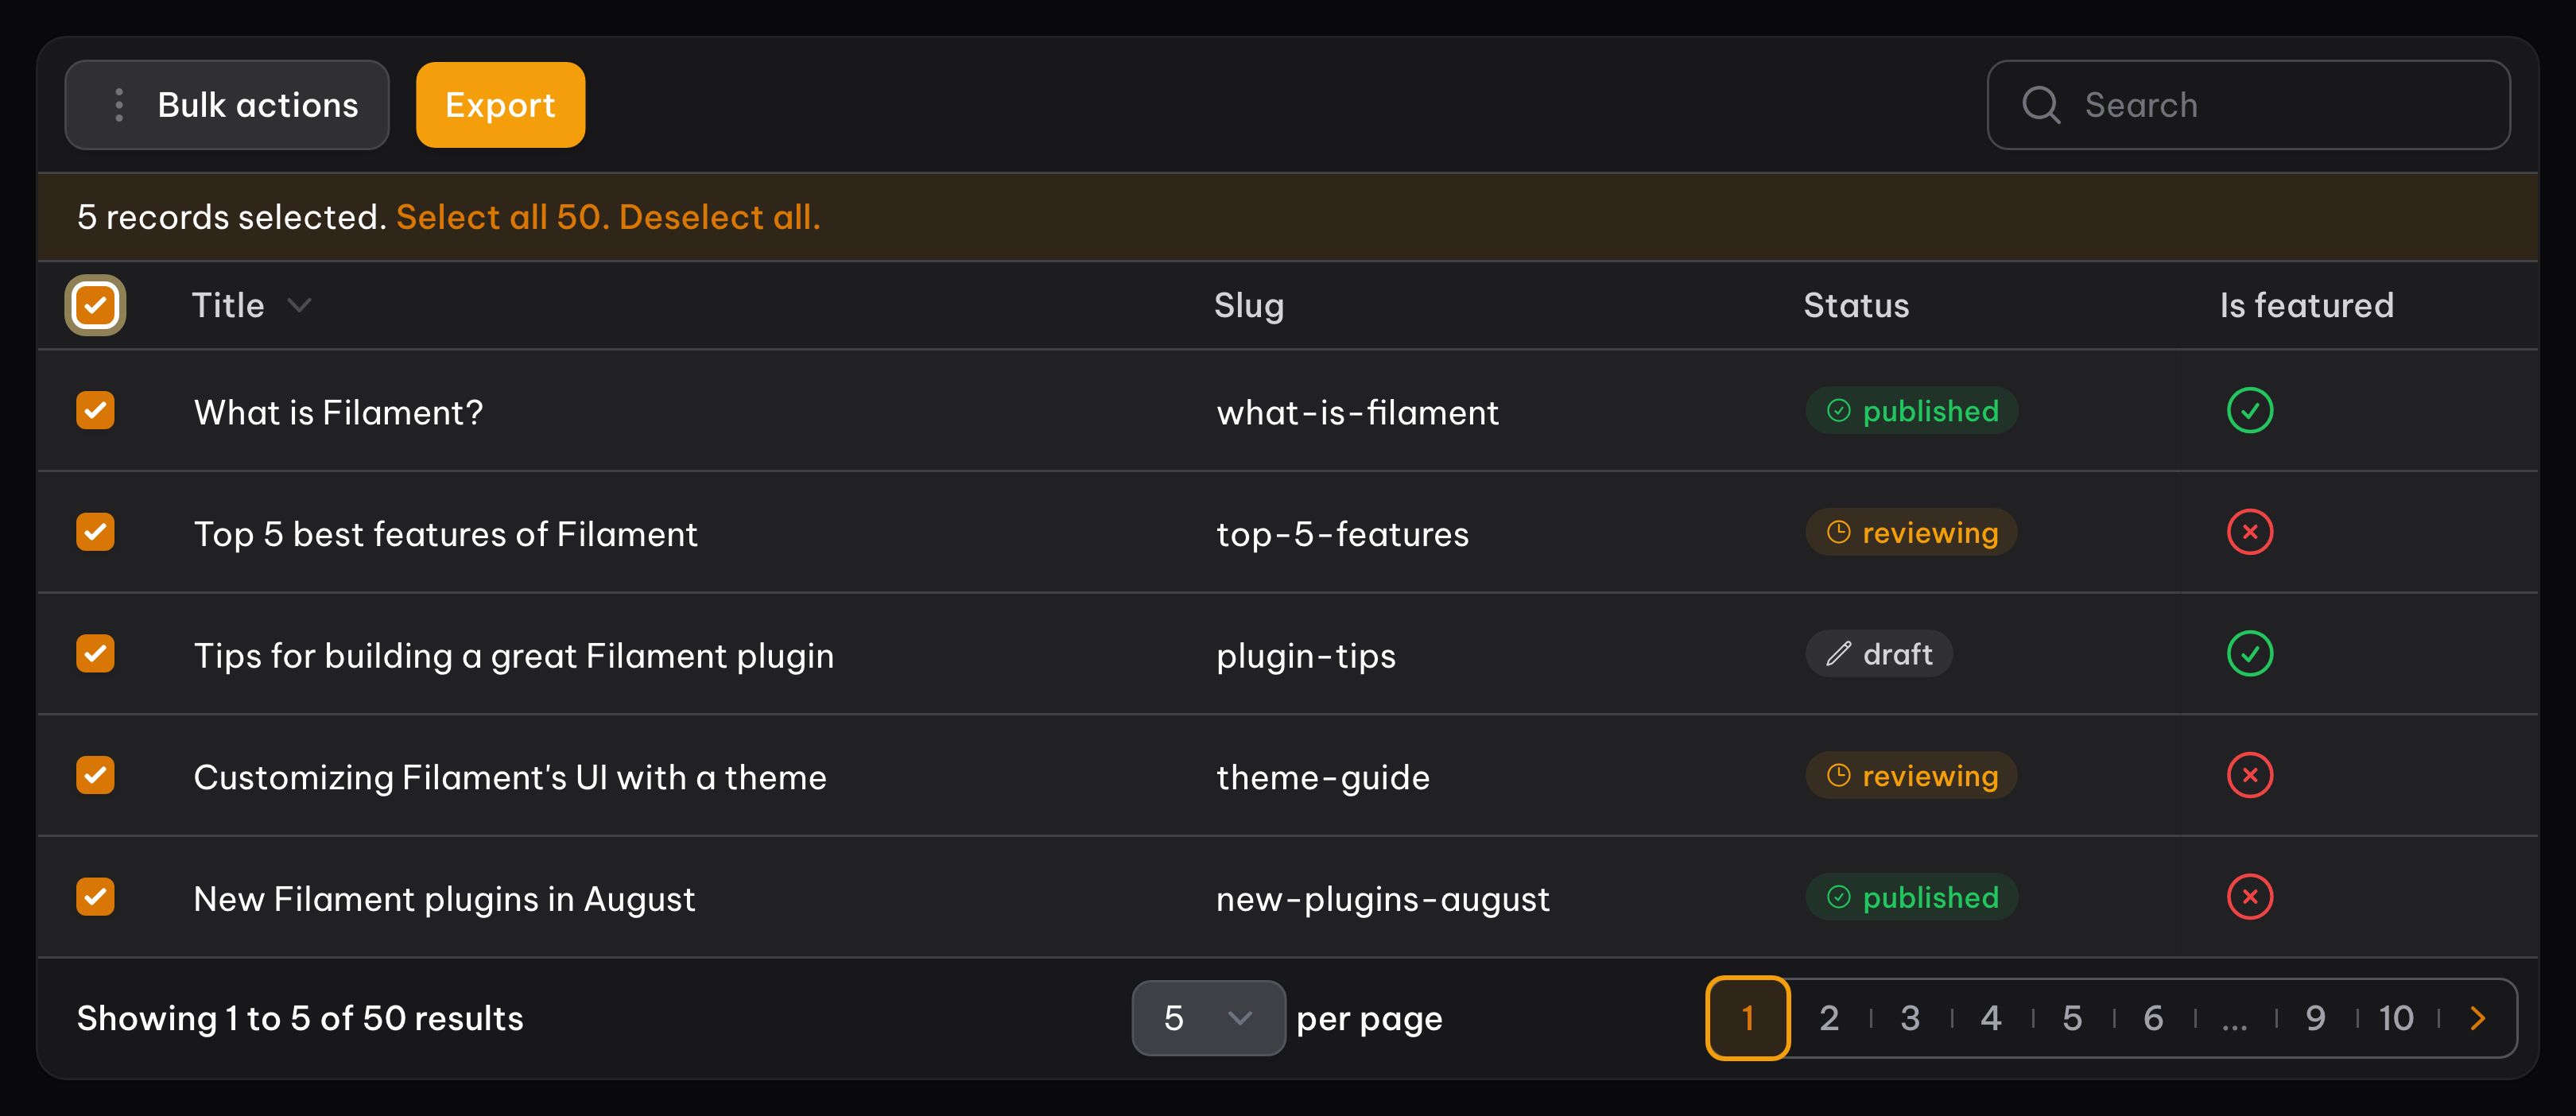 Bulk actions Export Search
5 records selected. Select all 50. Deselect all.
Title Slug Status Is featured
What is Filament? what-is-filament published
Top 5 best features of Filament top-5-features reviewing
Tips for building a great Filament plugin plugin-tips draft
Customizing Filament's UI with a theme theme-guide reviewing
New Filament plugins in August new-plugins-august published
Showing 1 to 5 of 50 results 5 per page 1 2 3 4 5 6 ... 9 10